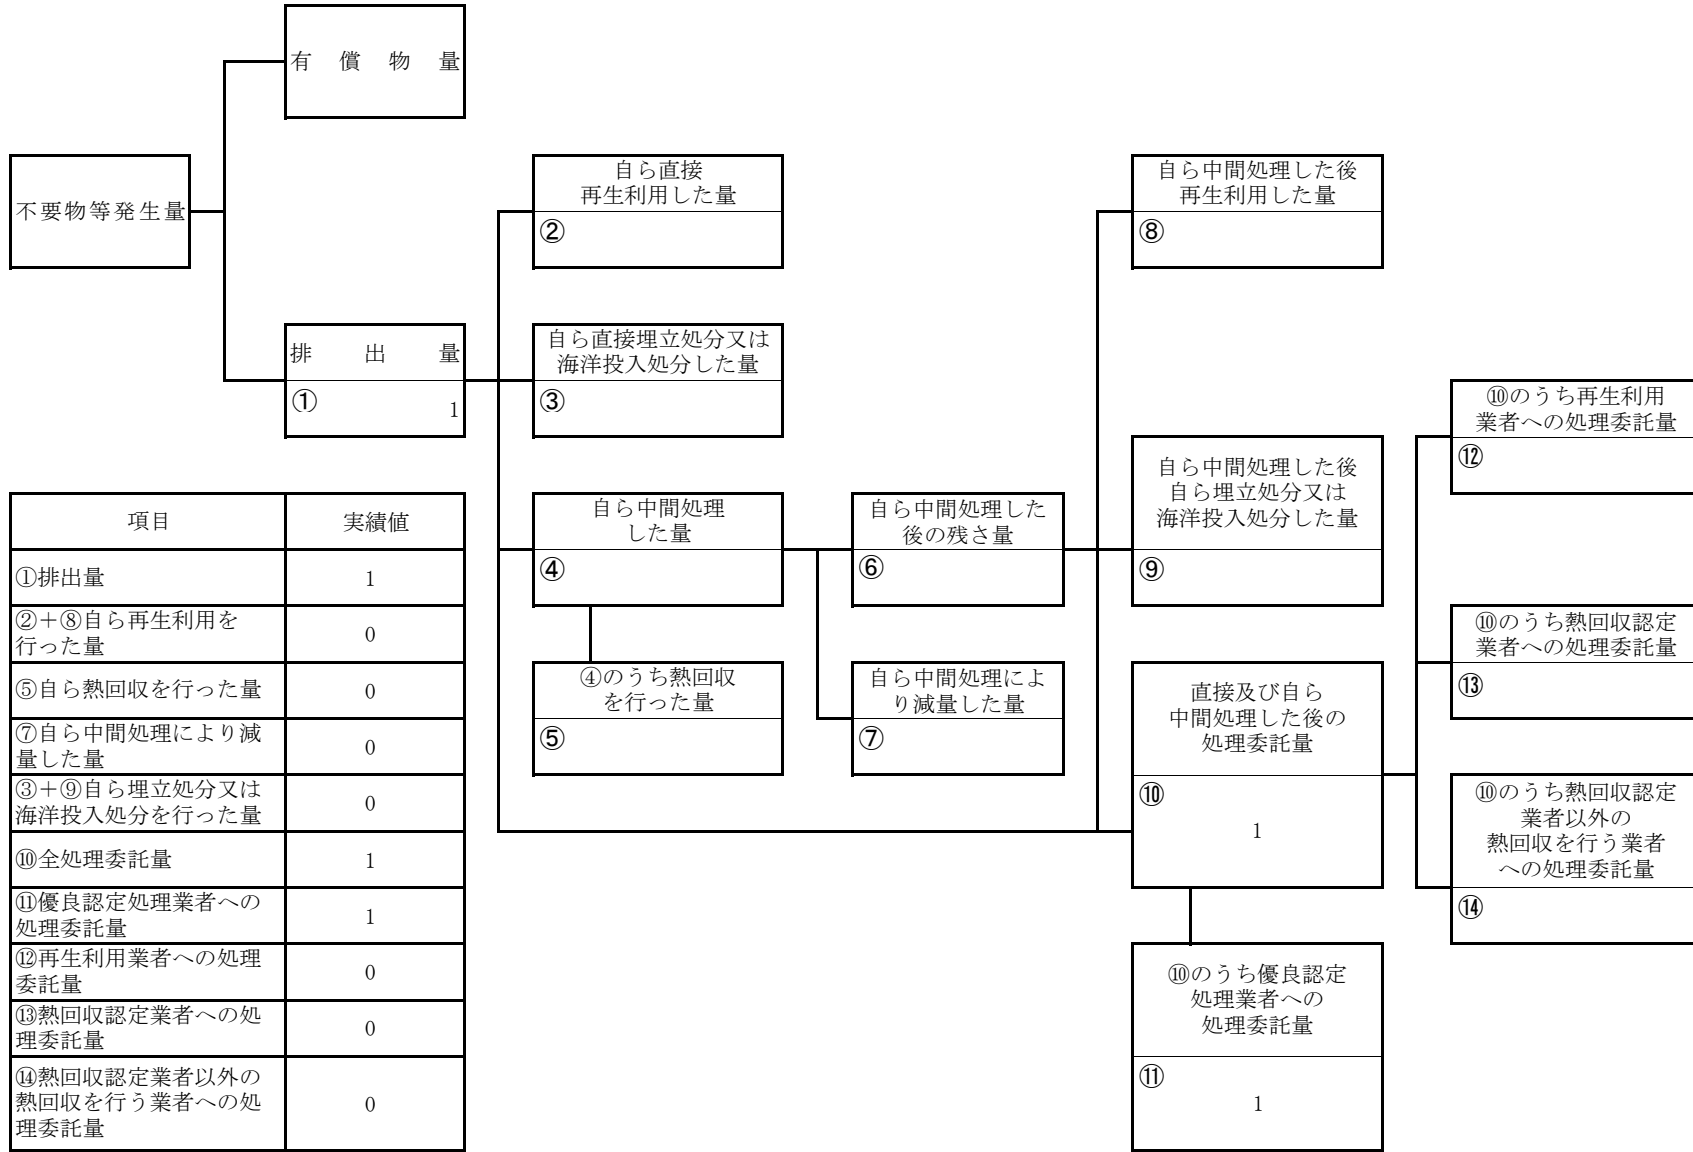 有償物量
不要物等発生量
排出量
①
1
自ら直接
再生利用した量
②
自ら直接埋立処分又は
海洋投入処分した量
③
自ら中間処理
した量
④
④のうち熱回収
を行った量
⑤
自ら中間処理した
後の残さ量
⑥
自ら中間処理によ
り減量した量
⑦
自ら中間処理した後
再生利用した量
⑧
自ら中間処理した後
自ら埋立処分又は
海洋投入処分した量
⑨
直接及び自ら
中間処理した後の
処理委託量
⑩
1
⑩のうち優良認定
処理業者への
処理委託量
⑪
1
⑩のうち再生利用
業者への処理委託量
⑫
⑩のうち熱回収認定
業者への処理委託量
⑬
⑩のうち熱回収認定
業者以外の
熱回収を行う業者
への処理委託量
⑭
項目 実績値
①排出量 1
②+⑧自ら再生利用を
行った量 0
⑤自ら熱回収を行った量 0
⑦自ら中間処理により減
量した量 0
③+⑨自ら埋立処分又は
海洋投入処分を行った量 0
⑩全処理委託量 1
⑪優良認定処理業者への
処理委託量 1
⑫再生利用業者への処理
委託量 0
⑬熱回収認定業者への処
理委託量 0
⑭熱回収認定業者以外の
熱回収を行う業者への処
理委託量 0